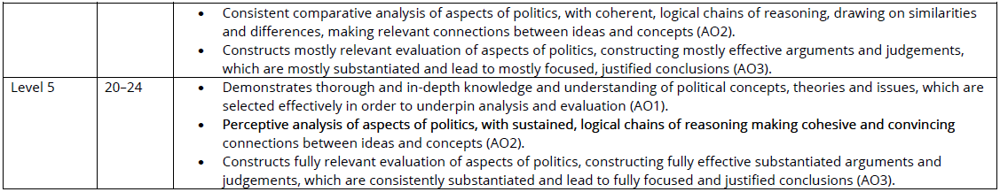 • Consistent comparative analysis of aspects of politics, with coherent, logical chains of reasoning, drawing on similarities
and differences, making relevant connections between ideas and concepts (AO2).
• Constructs mostly relevant evaluation of aspects of politics, constructing mostly effective arguments and judgements,
which are mostly substantiated and lead to mostly focused, justified conclusions (AO3).
Level 5 20–24 • Demonstrates thorough and in-depth knowledge and understanding of political concepts, theories and issues, which are
selected effectively in order to underpin analysis and evaluation (AO1).
• Perceptive analysis of aspects of politics, with sustained, logical chains of reasoning making cohesive and convincing
connections between ideas and concepts (AO2).
• Constructs fully relevant evaluation of aspects of politics, constructing fully effective substantiated arguments and
judgements, which are consistently substantiated and lead to fully focused and justified conclusions (AO3).